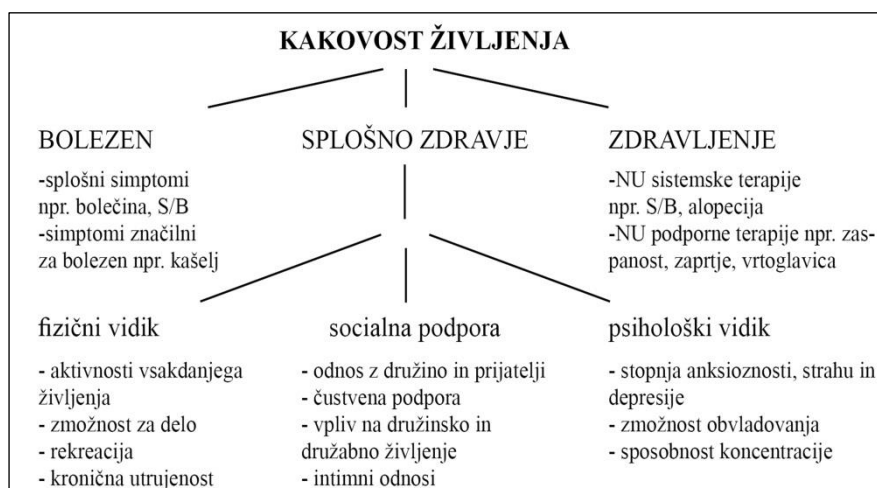 KAKOVOST ŽIVLJENJA
BOLEZEN
-splošni simptomi
npr. bolečina, S/B
-simptomi značilni
za bolezen npr. kašelj
SPLOŠNO ZDRAVJE
ZDRAVLJENJE
-NU sistemske terapije
npr. S/B, alopecija
-NU podporne terapije npr. zas-
panost, zaprtje, vrtoglavica
fizični vidik
- aktivnosti vsakdanjega
življenja
- zmožnost za delo
- rekreacija
- kronična utrujenost
socialna podpora
- odnos z družino in prijatelji
- čustvena podpora
- vpliv na družinsko in
družabno življenje
- intimni odnosi
psihološki vidik
- stopnja anksioznosti, strahu in
depresije
- zmožnost obvladovanja
- sposobnost koncentracije